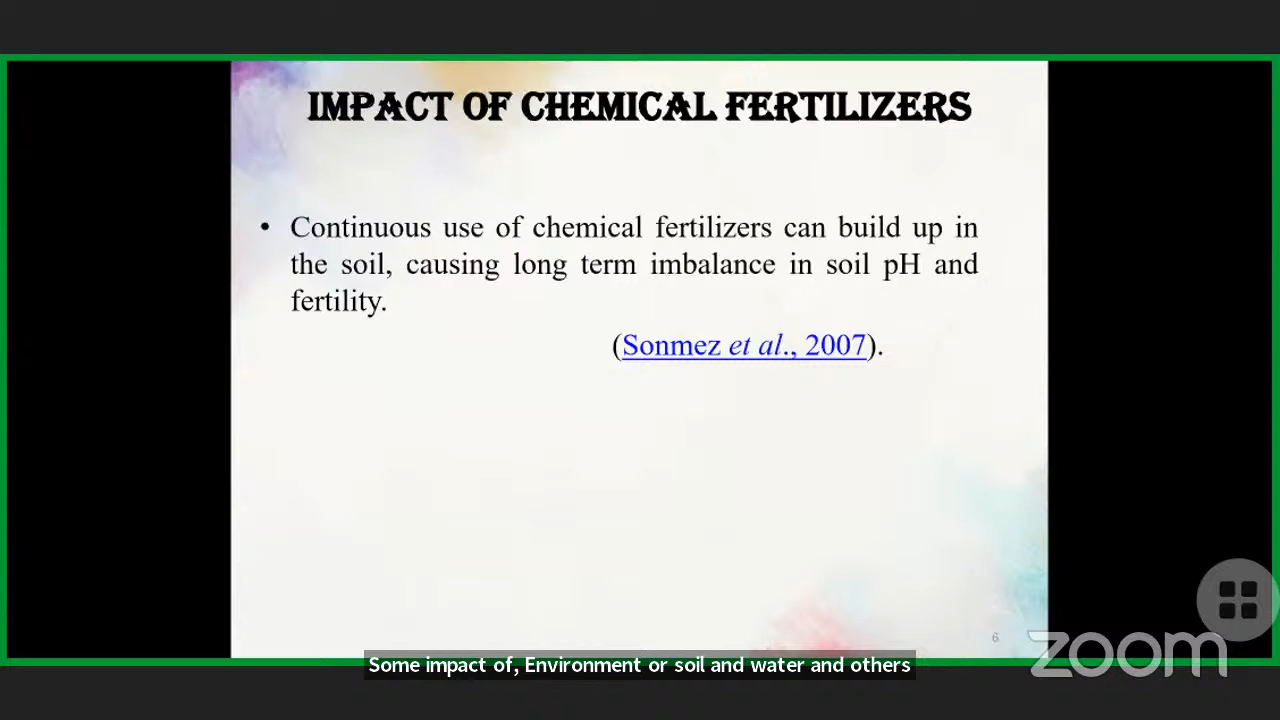 IMPACT OF CHEMICAL FERTILIZERS
• Continuous use of chemical fertilizers can build up in
the soil, causing long term imbalance in soil pH and
fertility.
(Sonmez et al., 2007).
6
zoom
Some impact of, Environment or soil and water and others